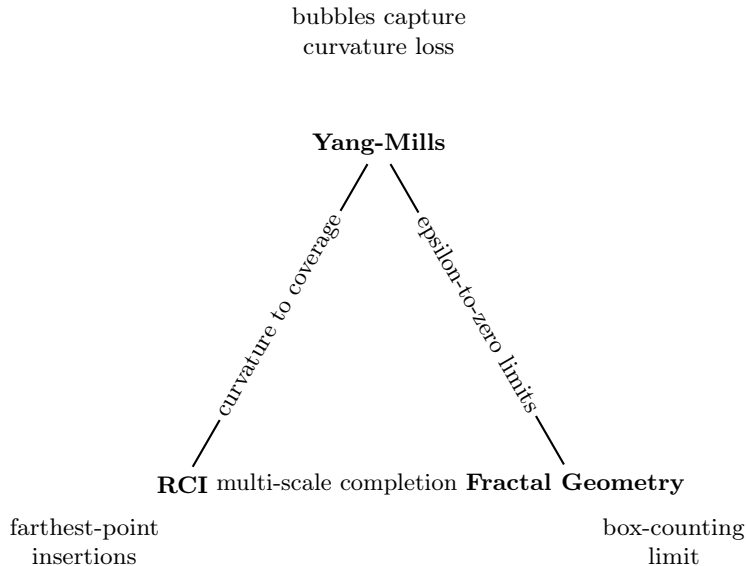 bubbles capture
curvature loss
Yang-Mills
curvature to coverage
epsilon-to-zero limits
RCI multi-scale completion Fractal Geometry
farthest-point
insertions
box-counting
limit